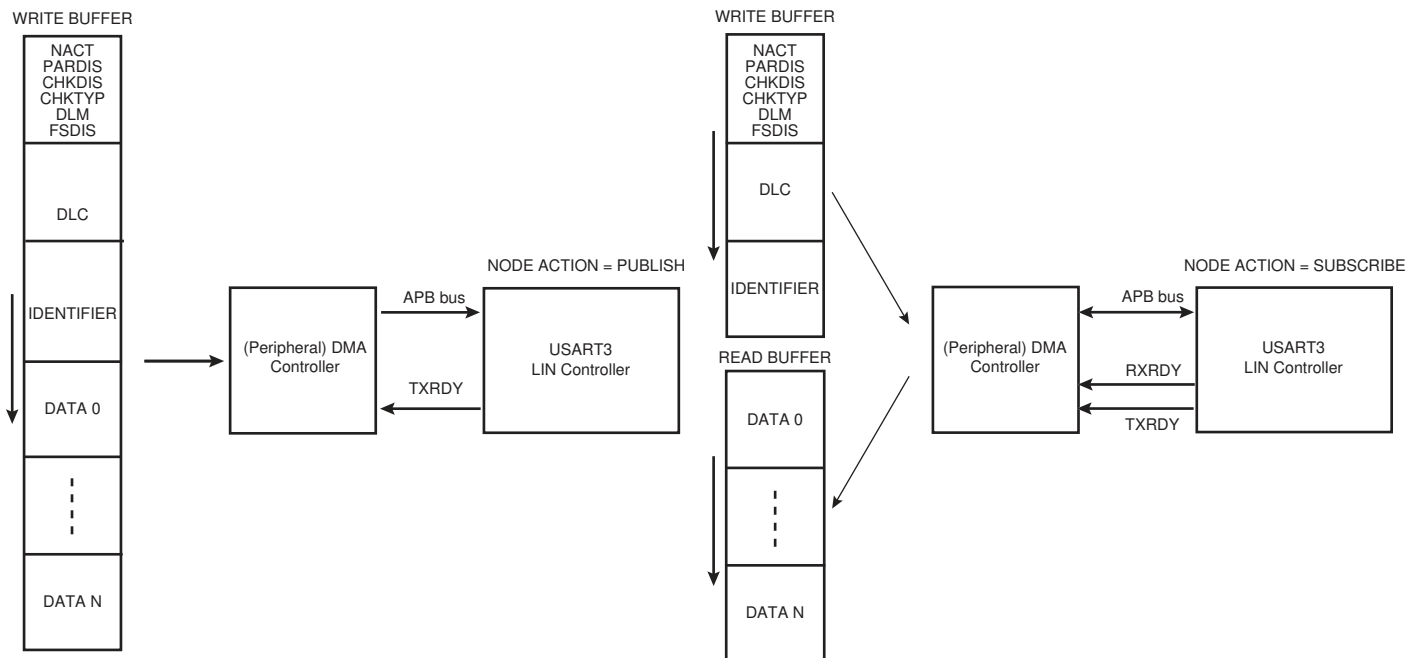 WRITE BUFFER
NACT
PARDIS
CHKDIS
CHKTYP
DLM
FSDIS
DLC
IDENTIFIER
DATA 0
DATA N
(Peripheral) DMA
Controller
APB bus
TXRDY
NODE ACTION = PUBLISH
USART3
LIN Controller
WRITE BUFFER
NACT
PARDIS
CHKDIS
CHKTYP
DLM
FSDIS
DLC
IDENTIFIER
READ BUFFER
DATA 0
DATA N
(Peripheral) DMA
Controller
APB bus
RXRDY
TXRDY
NODE ACTION = SUBSCRIBE
USART3
LIN Controller